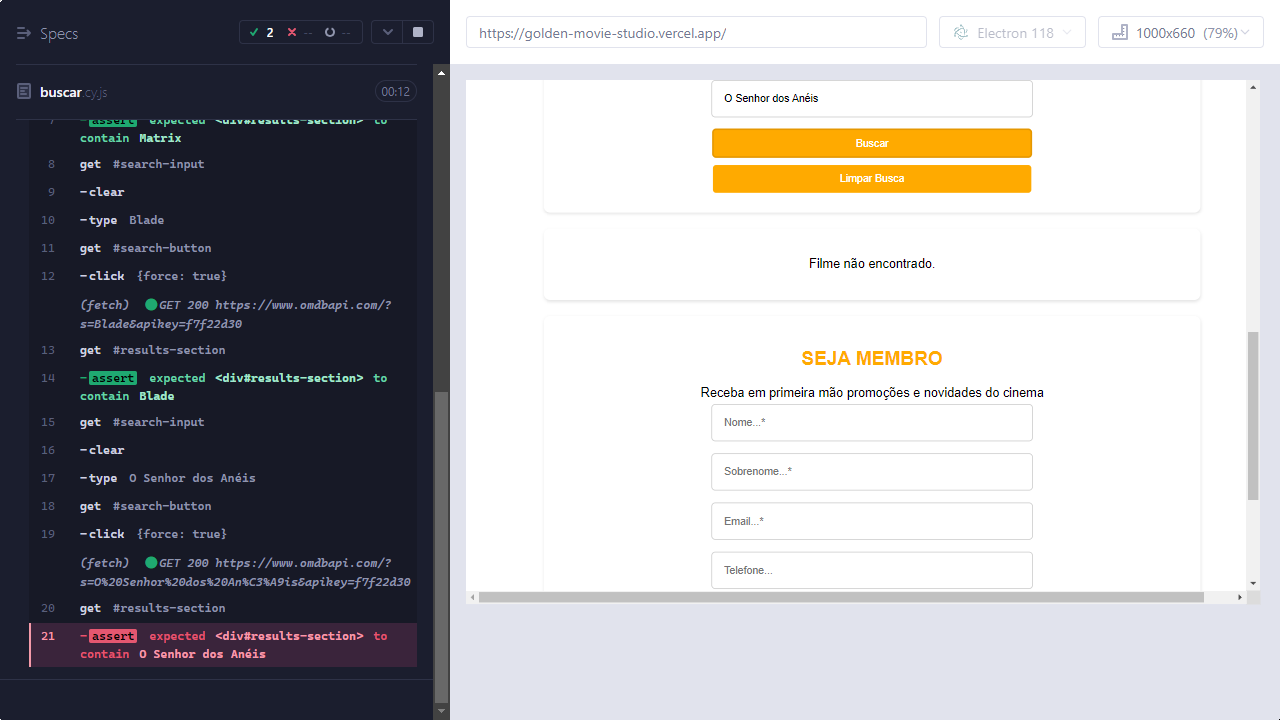 Specs
2
--
--
buscar.cy.js
00:12
7
-assert expected <div#results-section> to
contain Matrix
8 get #search-input
9 -clear
10 -type Blade
11 get #search-button
12 -click {force: true}
(fetch) GET 200 https://www.omdbapi.com/?
s=Blade&apikey=f7f22d30
13 get #results-section
14 -assert expected <div#results-section> to
contain Blade
15 get #search-input
16 -clear
17 -type O Senhor dos Anéis
18 get #search-button
19 -click {force: true}
(fetch) GET 200 https://www.omdbapi.com/?
s=O%20Senhor%20dos%20An%C3%A9is&apikey=f7f22d30
20 get #results-section
21 -assert expected <div#results-section> to
contain O Senhor dos Anéis
https://golden-movie-studio.vercel.app/
Electron 118
1000x660 (79%)
O Senhor dos Anéis
Buscar
Limpar Busca
Filme não encontrado.
SEJA MEMBRO
Receba em primeira mão promoções e novidades do cinema
Nome...*
Sobrenome...*
Email...*
Telefone...